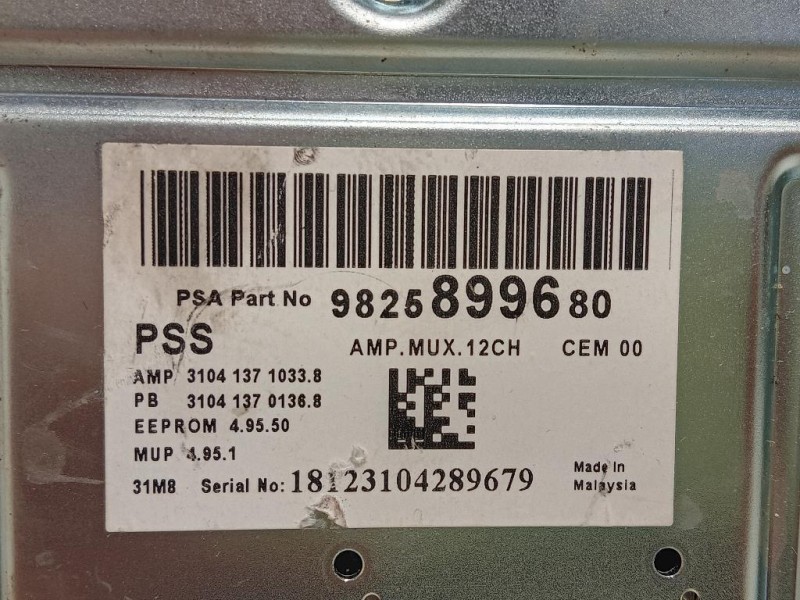 PSA Part No 9825899680
PSS AMP.MUX.12CH CEM 00
AMP 3104 137 1033.8
PB 3104 137 0136.8
EEPROM 4.95.50
MUP 4.95.1
31M8 Serial No: 18123104289679
Made In
Malaysia